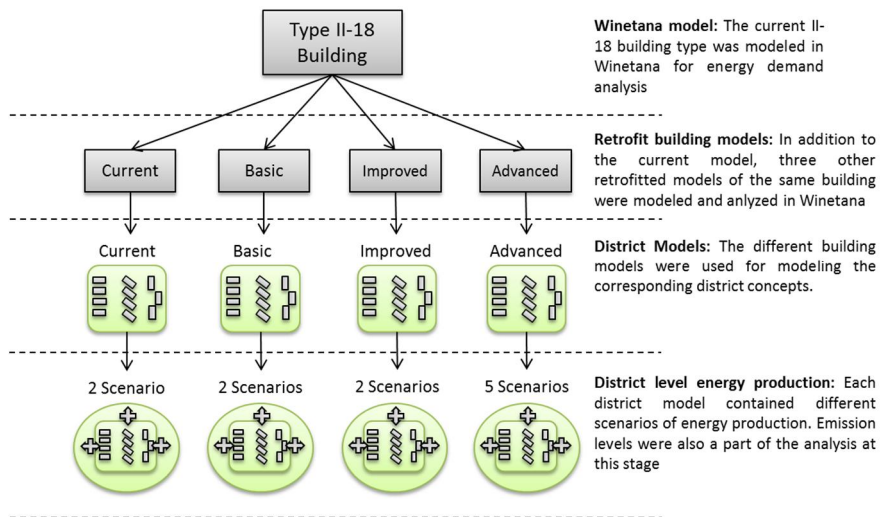 Type II-18
Building
Winetana model: The current II-
18 building type was modeled in
Winetana for energy demand
analysis
Current
Basic
Improved
Advanced
Retrofit building models: In addition to
the current model, three other
retrofitted models of the same building
were modeled and anlyzed in Winetana
Current
Basic
Improved
Advanced
District Models: The different building
models were used for modeling the
corresponding district concepts.
2 Scenario
2 Scenarios
2 Scenarios
5 Scenarios
District level energy production: Each
district model contained different
scenarios of energy production. Emission
levels were also a part of the analysis at
this stage